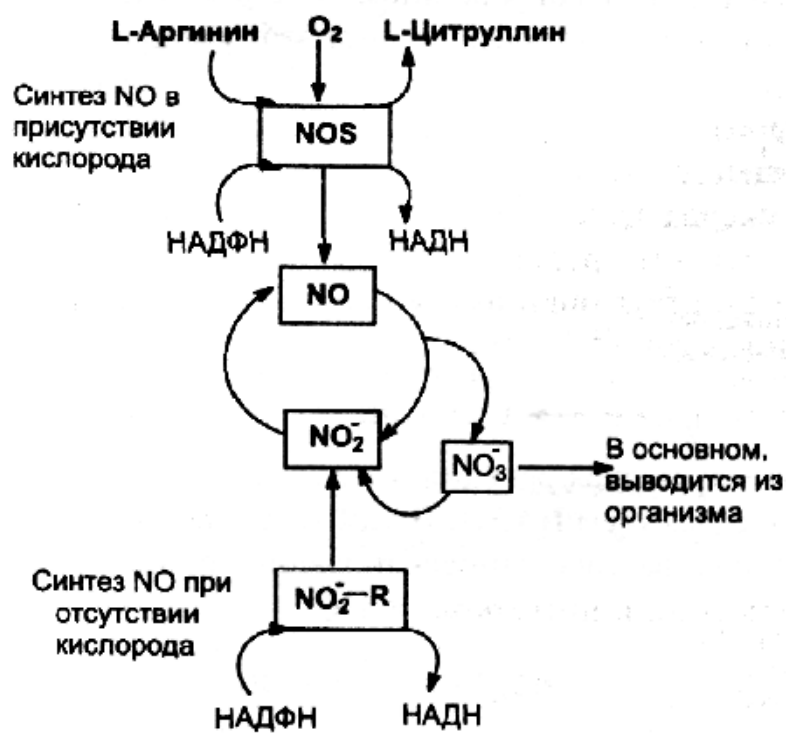 L-Аргинин
O₂
L-Цитруллин
Синтез NO в
присутствии
кислорода
NOS
НАДФН
НАДН
NO
NO₂⁻
NO₃⁻
В основном,
выводится из
организма
Синтез NO при
отсутствии
кислорода
NO₂⁻—R
НАДФН
НАДН